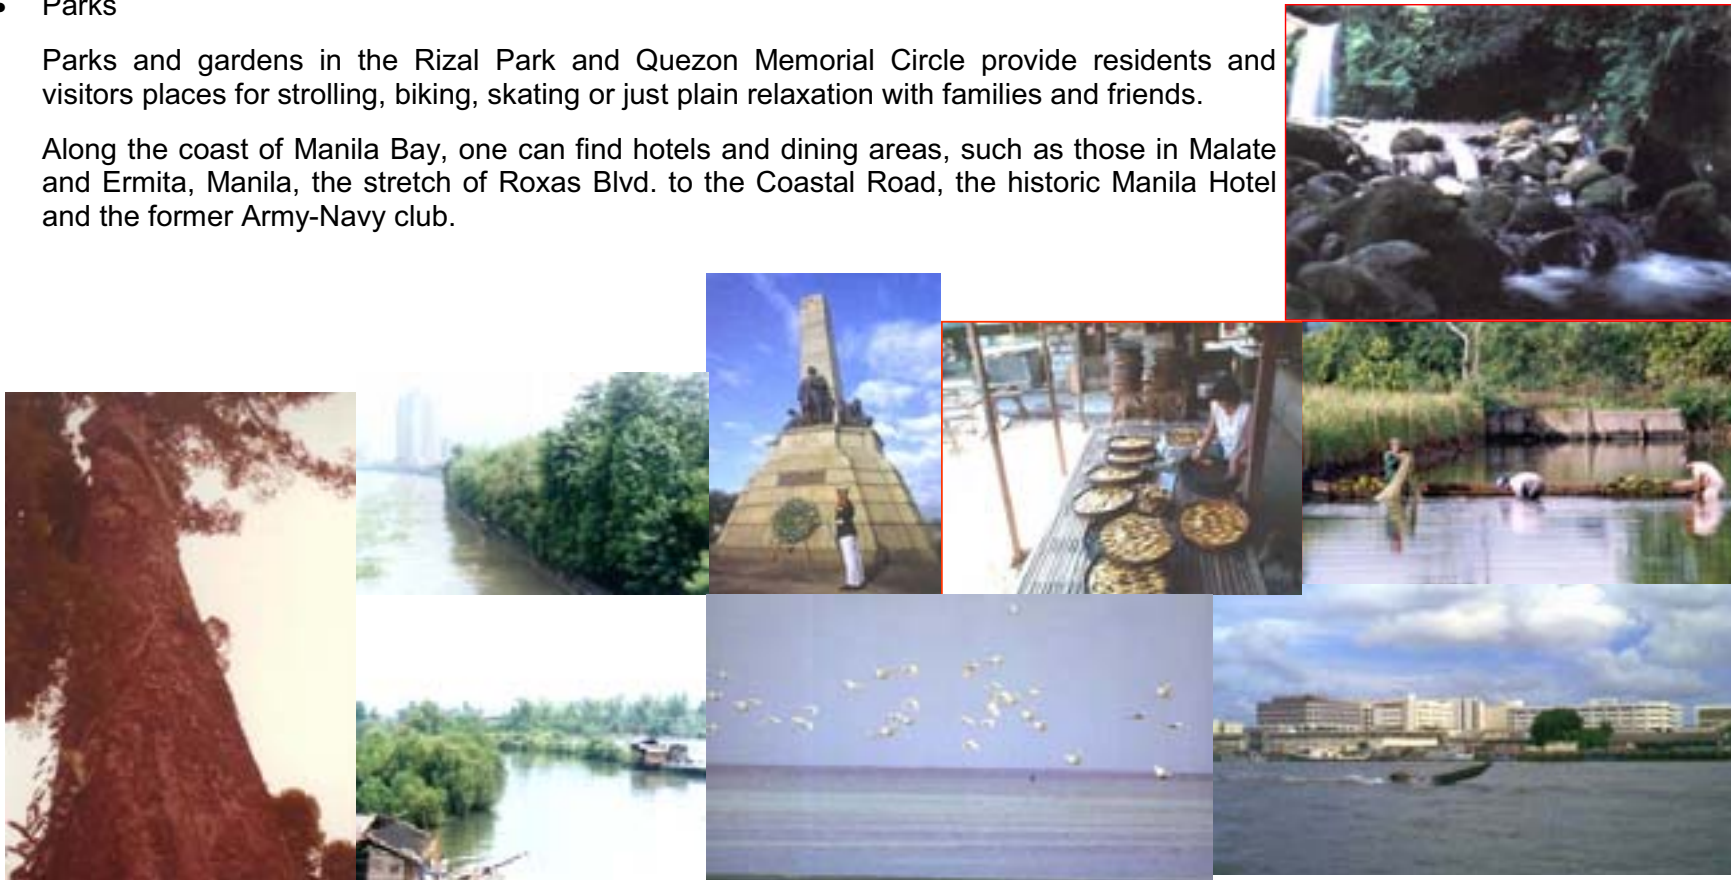 • Parks
Parks and gardens in the Rizal Park and Quezon Memorial Circle provide residents and
visitors places for strolling, biking, skating or just plain relaxation with families and friends.
Along the coast of Manila Bay, one can find hotels and dining areas, such as those in Malate
and Ermita, Manila, the stretch of Roxas Blvd. to the Coastal Road, the historic Manila Hotel
and the former Army-Navy club.